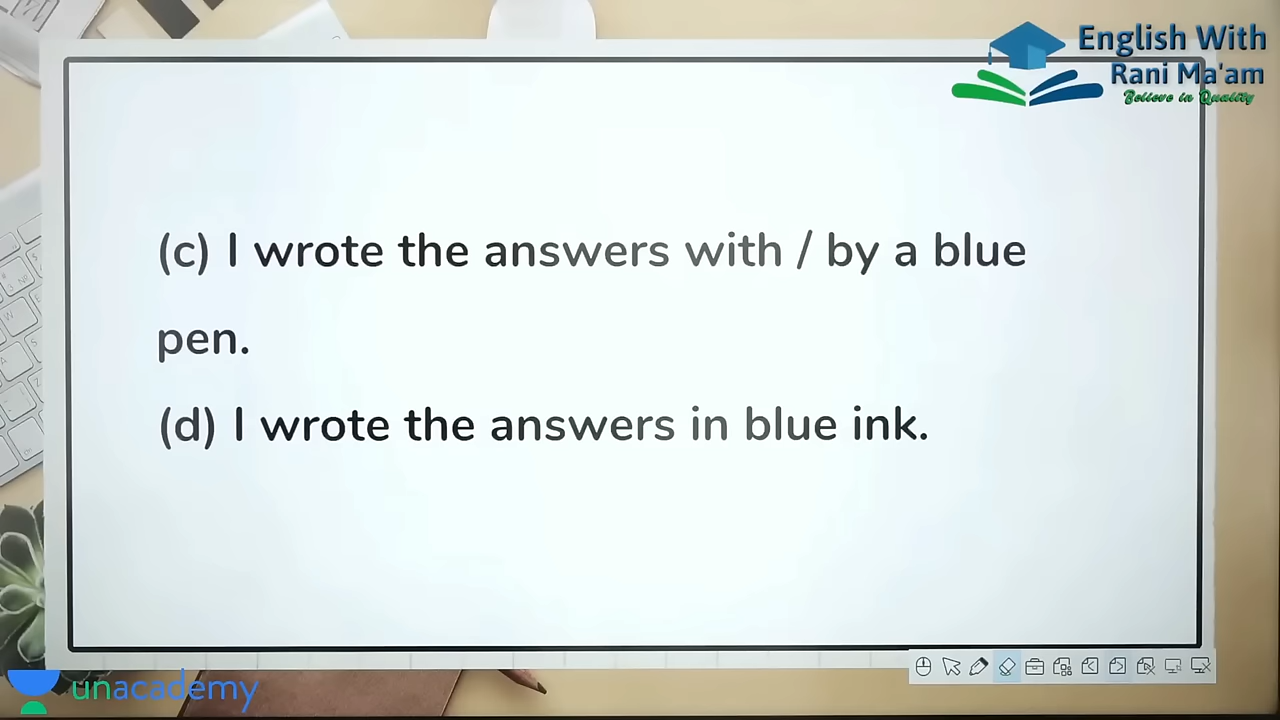 English With
Rani Ma'am
Believe in Quality
(c) I wrote the answers with / by a blue
pen.
(d) I wrote the answers in blue ink.
unacademy